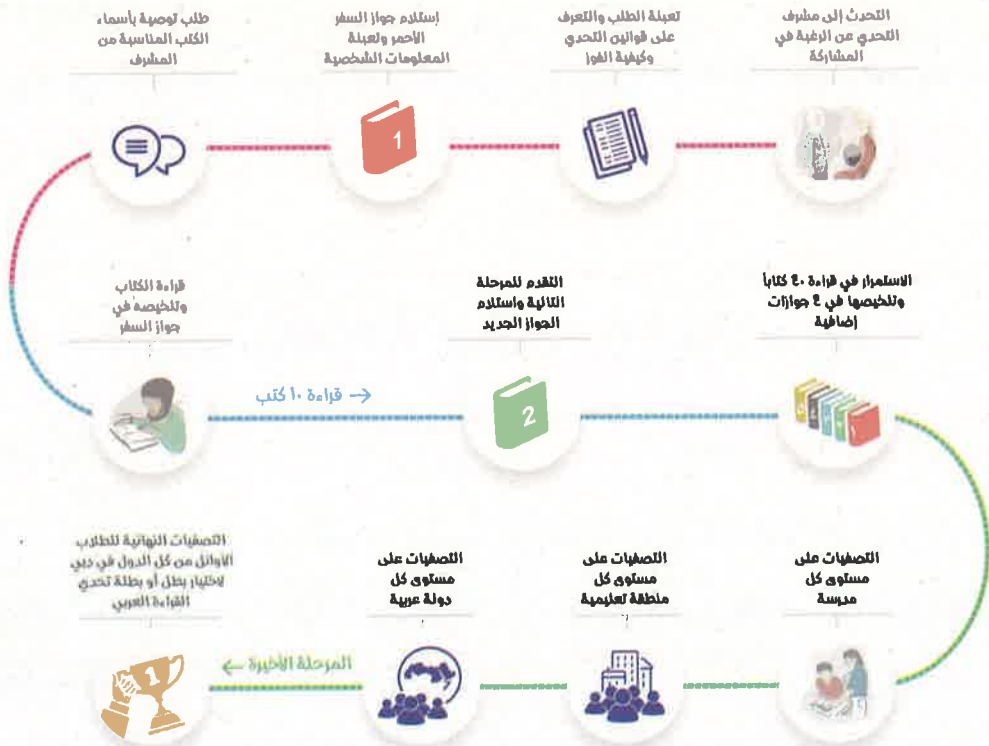 التحدث إلى مشرف
التحدي عن الرغبة في
المشاركة
تعبئة الطلب والتعرف
على قوانين التحدي
وكيفية الفوز
إستلام جواز السفر
الأحمر ولعبئة
المعلومات الشخصية
طلب توصية بأسماء
الكتب المناسبة من
المشرف
1
قراءة الكتاب
وتلخيصه في
جواز السفر
قراءة ١٠ كتب →
التقدم للمرحلة
التالية واستلام
الجواز الجديد
2
الاستمرار في قراءة ٤٠ كتاباً
وتلخيصها في ٤ جوازات
إضافية
التصفيات على
مستوى كل
مدرسة
التصفيات على
مستوى كل
منطقة تعليمية
التصفيات على
مستوى كل
دولة عربية
المرحلة الأخيرة ←
التصفيات النهائية للطلاب
الأوائل من كل الدول في دبي
لاختيار بطل أو بطلة تحدي
القراءة العربي
1